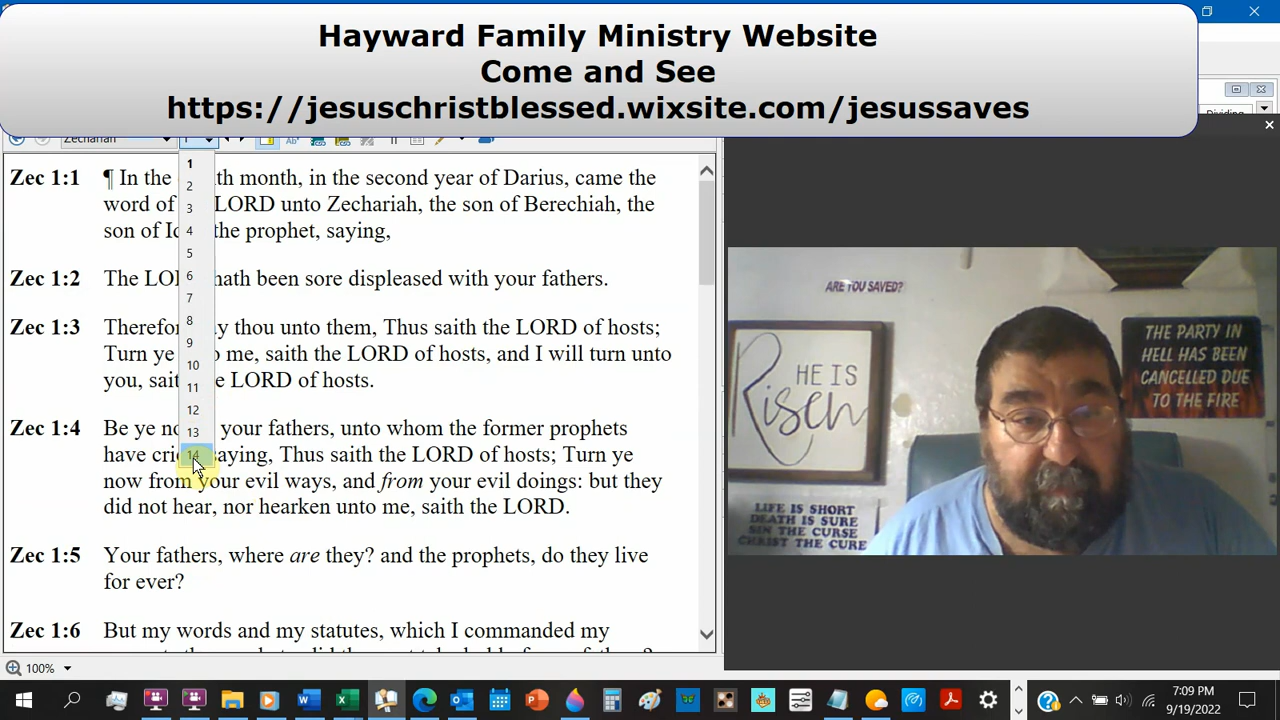 Hayward Family Ministry Website
Come and See
https://jesuschristblessed.wixsite.com/jesussaves
Zechariah
1
2
3
4
5
6
7
8
9
10
11
12
13
14
Zec 1:1 ¶ In the th month, in the second year of Darius, came the
word of LORD unto Zechariah, the son of Berechiah, the
son of the prophet, saying,
Zec 1:2 The hath been sore displeased with your fathers.
Zec 1:3 thou unto them, Thus saith the LORD of hosts;
Turn ye me, saith the LORD of hosts, and I will turn unto
you, LORD of hosts.
Zec 1:4 Be ye your fathers, unto whom the former prophets
have saying, Thus saith the LORD of hosts; Turn ye
now from your evil ways, and from your evil doings: but they
did not hear, nor hearken unto me, saith the LORD.
Zec 1:5 Your fathers, where are they? and the prophets, do they live
for ever?
Zec 1:6 But my words and my statutes, which I commanded my
ARE YOU SAVED?
HE IS
Risen
THE PARTY IN
HELL HAS BEEN
CANCELLED DUE
TO THE FIRE
LIFE IS SHORT
DEATH IS SURE
SIN THE CURSE
CHRIST THE CURE
100%
7:09 PM
9/19/2022